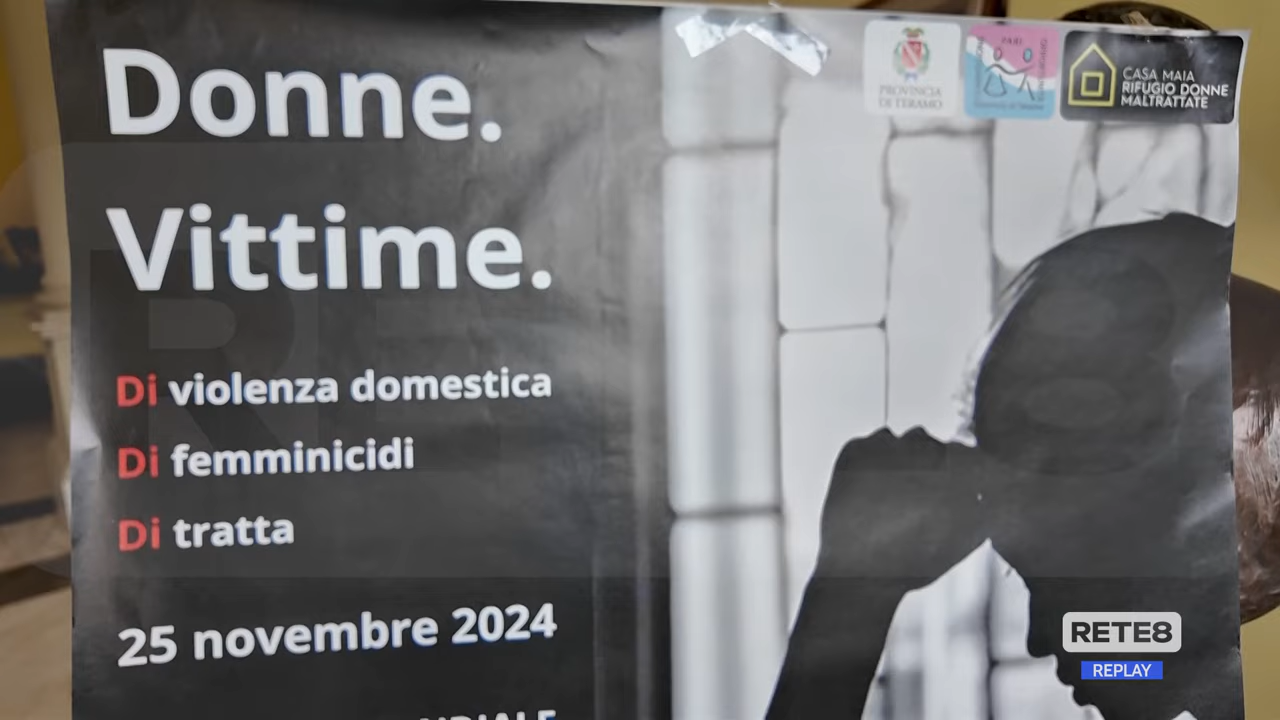 Donne.
Vittime.
Di violenza domestica
Di femminicidi
Di tratta
25 novembre 2024
PROVINCIA
DI TERAMO
PARI
CASA MAIA
RIFUGIO DONNE
MALTRATTATE
RETE8
REPLAY